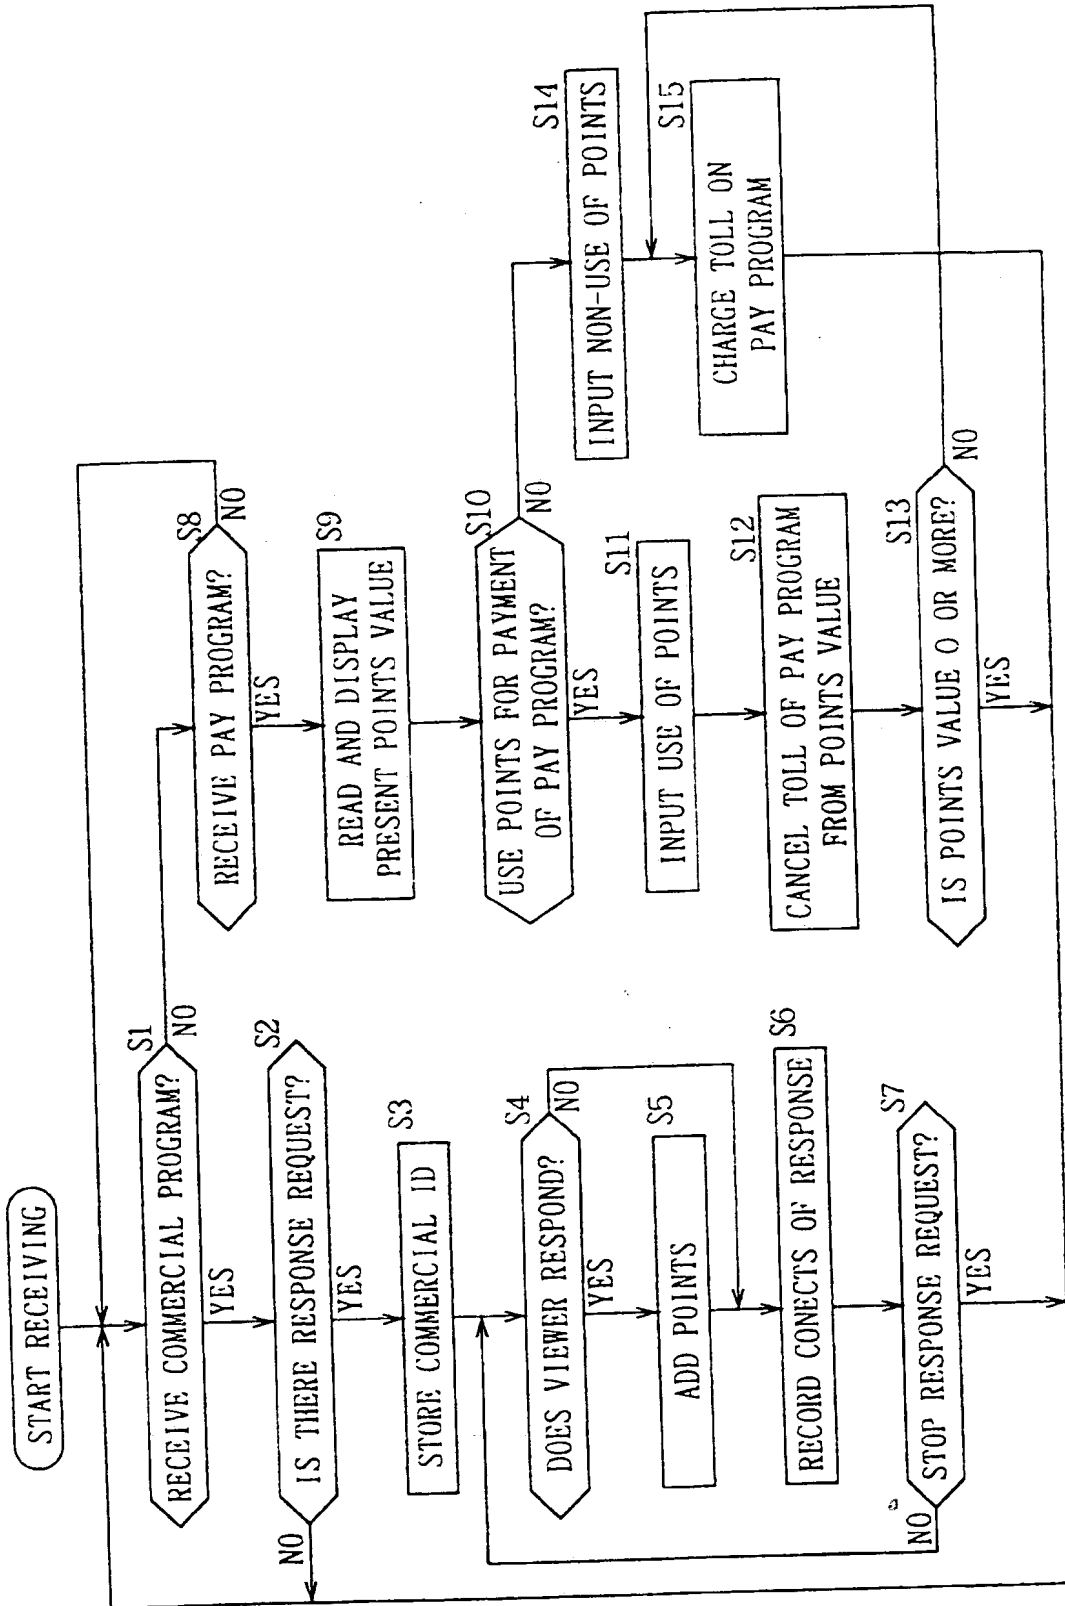 START RECEIVING
S1
RECEIVE COMMERCIAL PROGRAM?
NO
YES
S2
IS THERE RESPONSE REQUEST?
NO
YES
S3
STORE COMMERCIAL ID
S4
DOES VIEWER RESPOND?
NO
YES
S5
ADD POINTS
S6
RECORD CONECTS OF RESPONSE
S7
STOP RESPONSE REQUEST?
NO
YES
S8
RECEIVE PAY PROGRAM?
NO
YES
S9
READ AND DISPLAY
PRESENT POINTS VALUE
S10
USE POINTS FOR PAYMENT
OF PAY PROGRAM?
NO
YES
S11
INPUT USE OF POINTS
S12
CANCEL TOLL OF PAY PROGRAM
FROM POINTS VALUE
S13
IS POINTS VALUE 0 OR MORE?
NO
YES
S14
INPUT NON-USE OF POINTS
S15
CHARGE TOLL ON
PAY PROGRAM